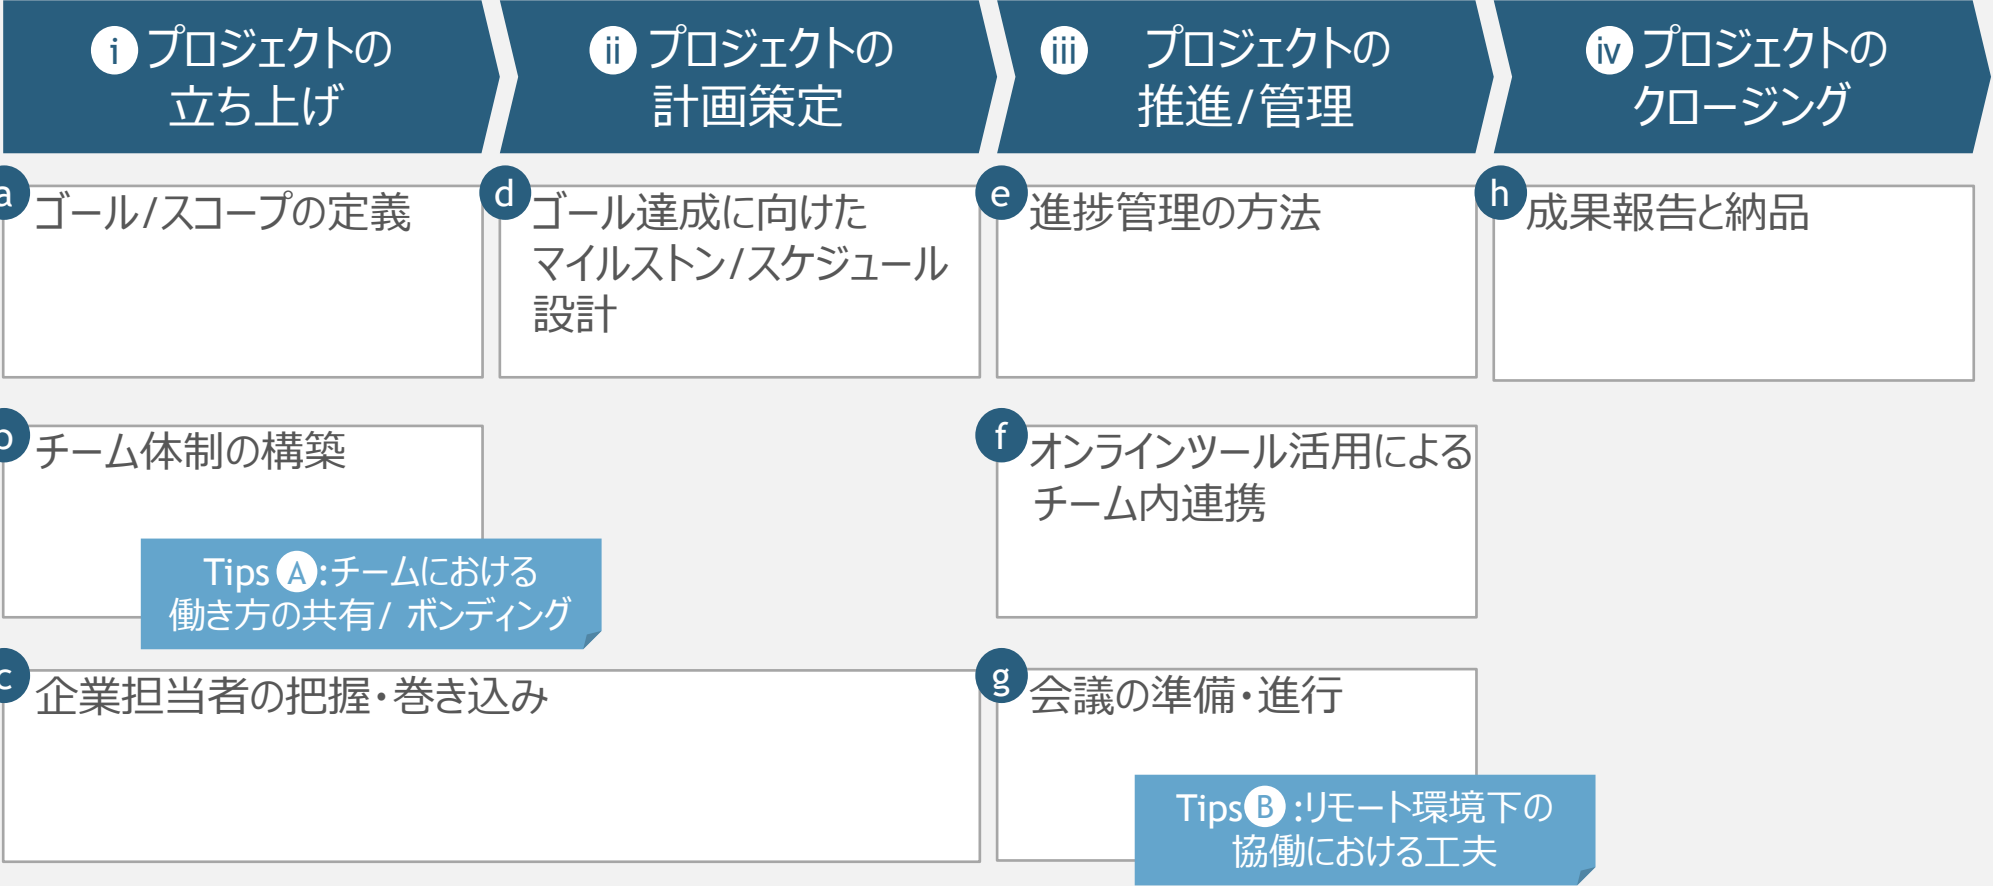 ⅰ プロジェクトの
立ち上げ
ⅱ プロジェクトの
計画策定
ⅲ プロジェクトの
推進/管理
ⅳ プロジェクトの
クロージング
a ゴール/スコープの定義
d ゴール達成に向けた
マイルストン/スケジュール
設計
e 進捗管理の方法
h 成果報告と納品
b チーム体制の構築
Tips A:チームにおける
働き方の共有/ ボンディング
f オンラインツール活用による
チーム内連携
c 企業担当者の把握・巻き込み
g 会議の準備・進行
Tips B :リモート環境下の
協働における工夫